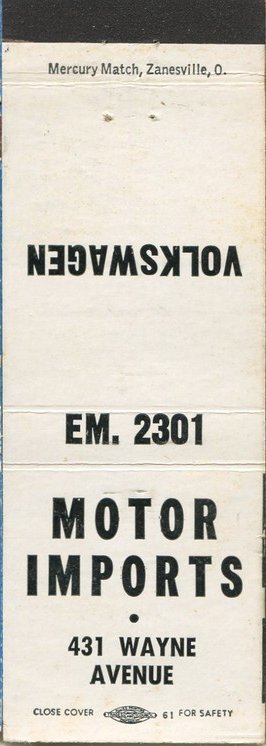 Mercury Match, Zanesville, O.
VOLKSWAGEN
EM. 2301
MOTOR
IMPORTS
•
431 WAYNE
AVENUE
CLOSE COVER 61 FOR SAFETY